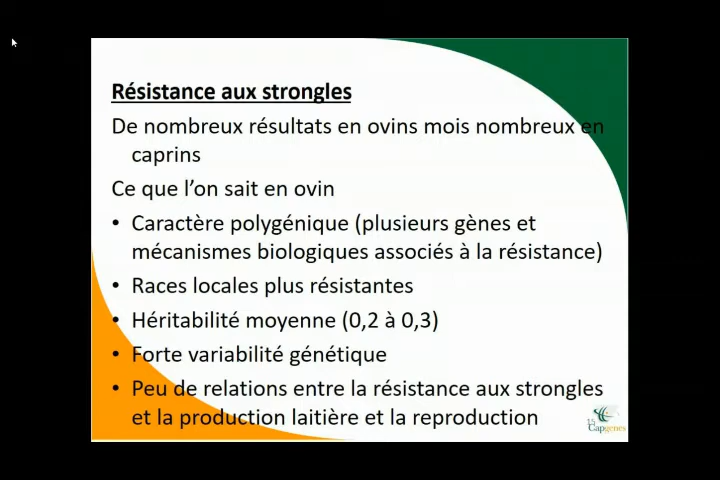 Résistance aux strongles
De nombreux résultats en ovins mois nombreux en
caprins
Ce que l'on sait en ovin
• Caractère polygénique (plusieurs gènes et
mécanismes biologiques associés à la résistance)
• Races locales plus résistantes
• Héritabilité moyenne (0,2 à 0,3)
• Forte variabilité génétique
• Peu de relations entre la résistance aux strongles
et la production laitière et la reproduction
15
Capgenes